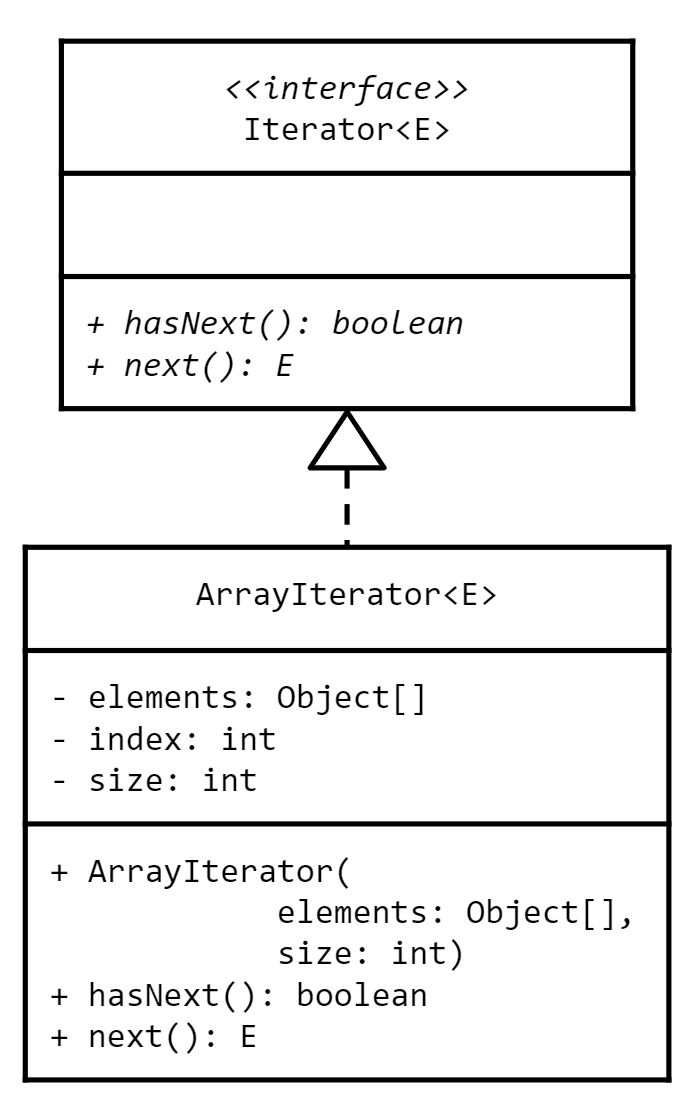 <<interface>>
Iterator<E>
+ hasNext(): boolean
+ next(): E
ArrayIterator<E>
- elements: Object[]
- index: int
- size: int
+ ArrayIterator(
elements: Object[],
size: int)
+ hasNext(): boolean
+ next(): E